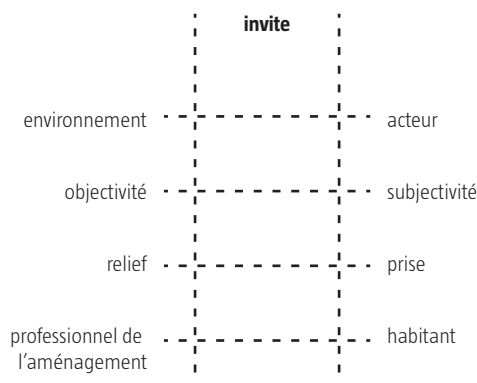 invite
environnement
acteur
objectivité
subjectivité
relief
prise
professionnel de
l'aménagement
habitant